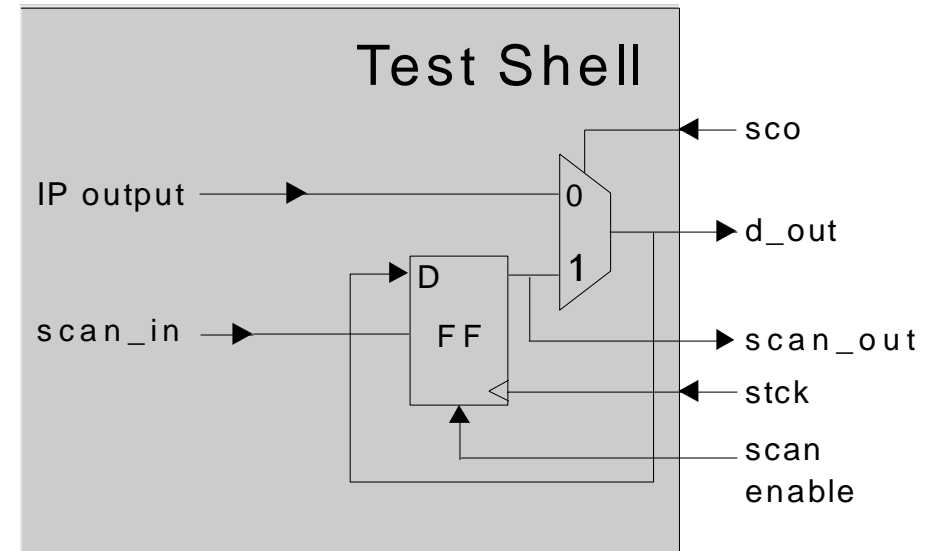 Test Shell
sco
IP output
0
d_out
1
D
scan_in
FF
scan_out
stck
scan
enable